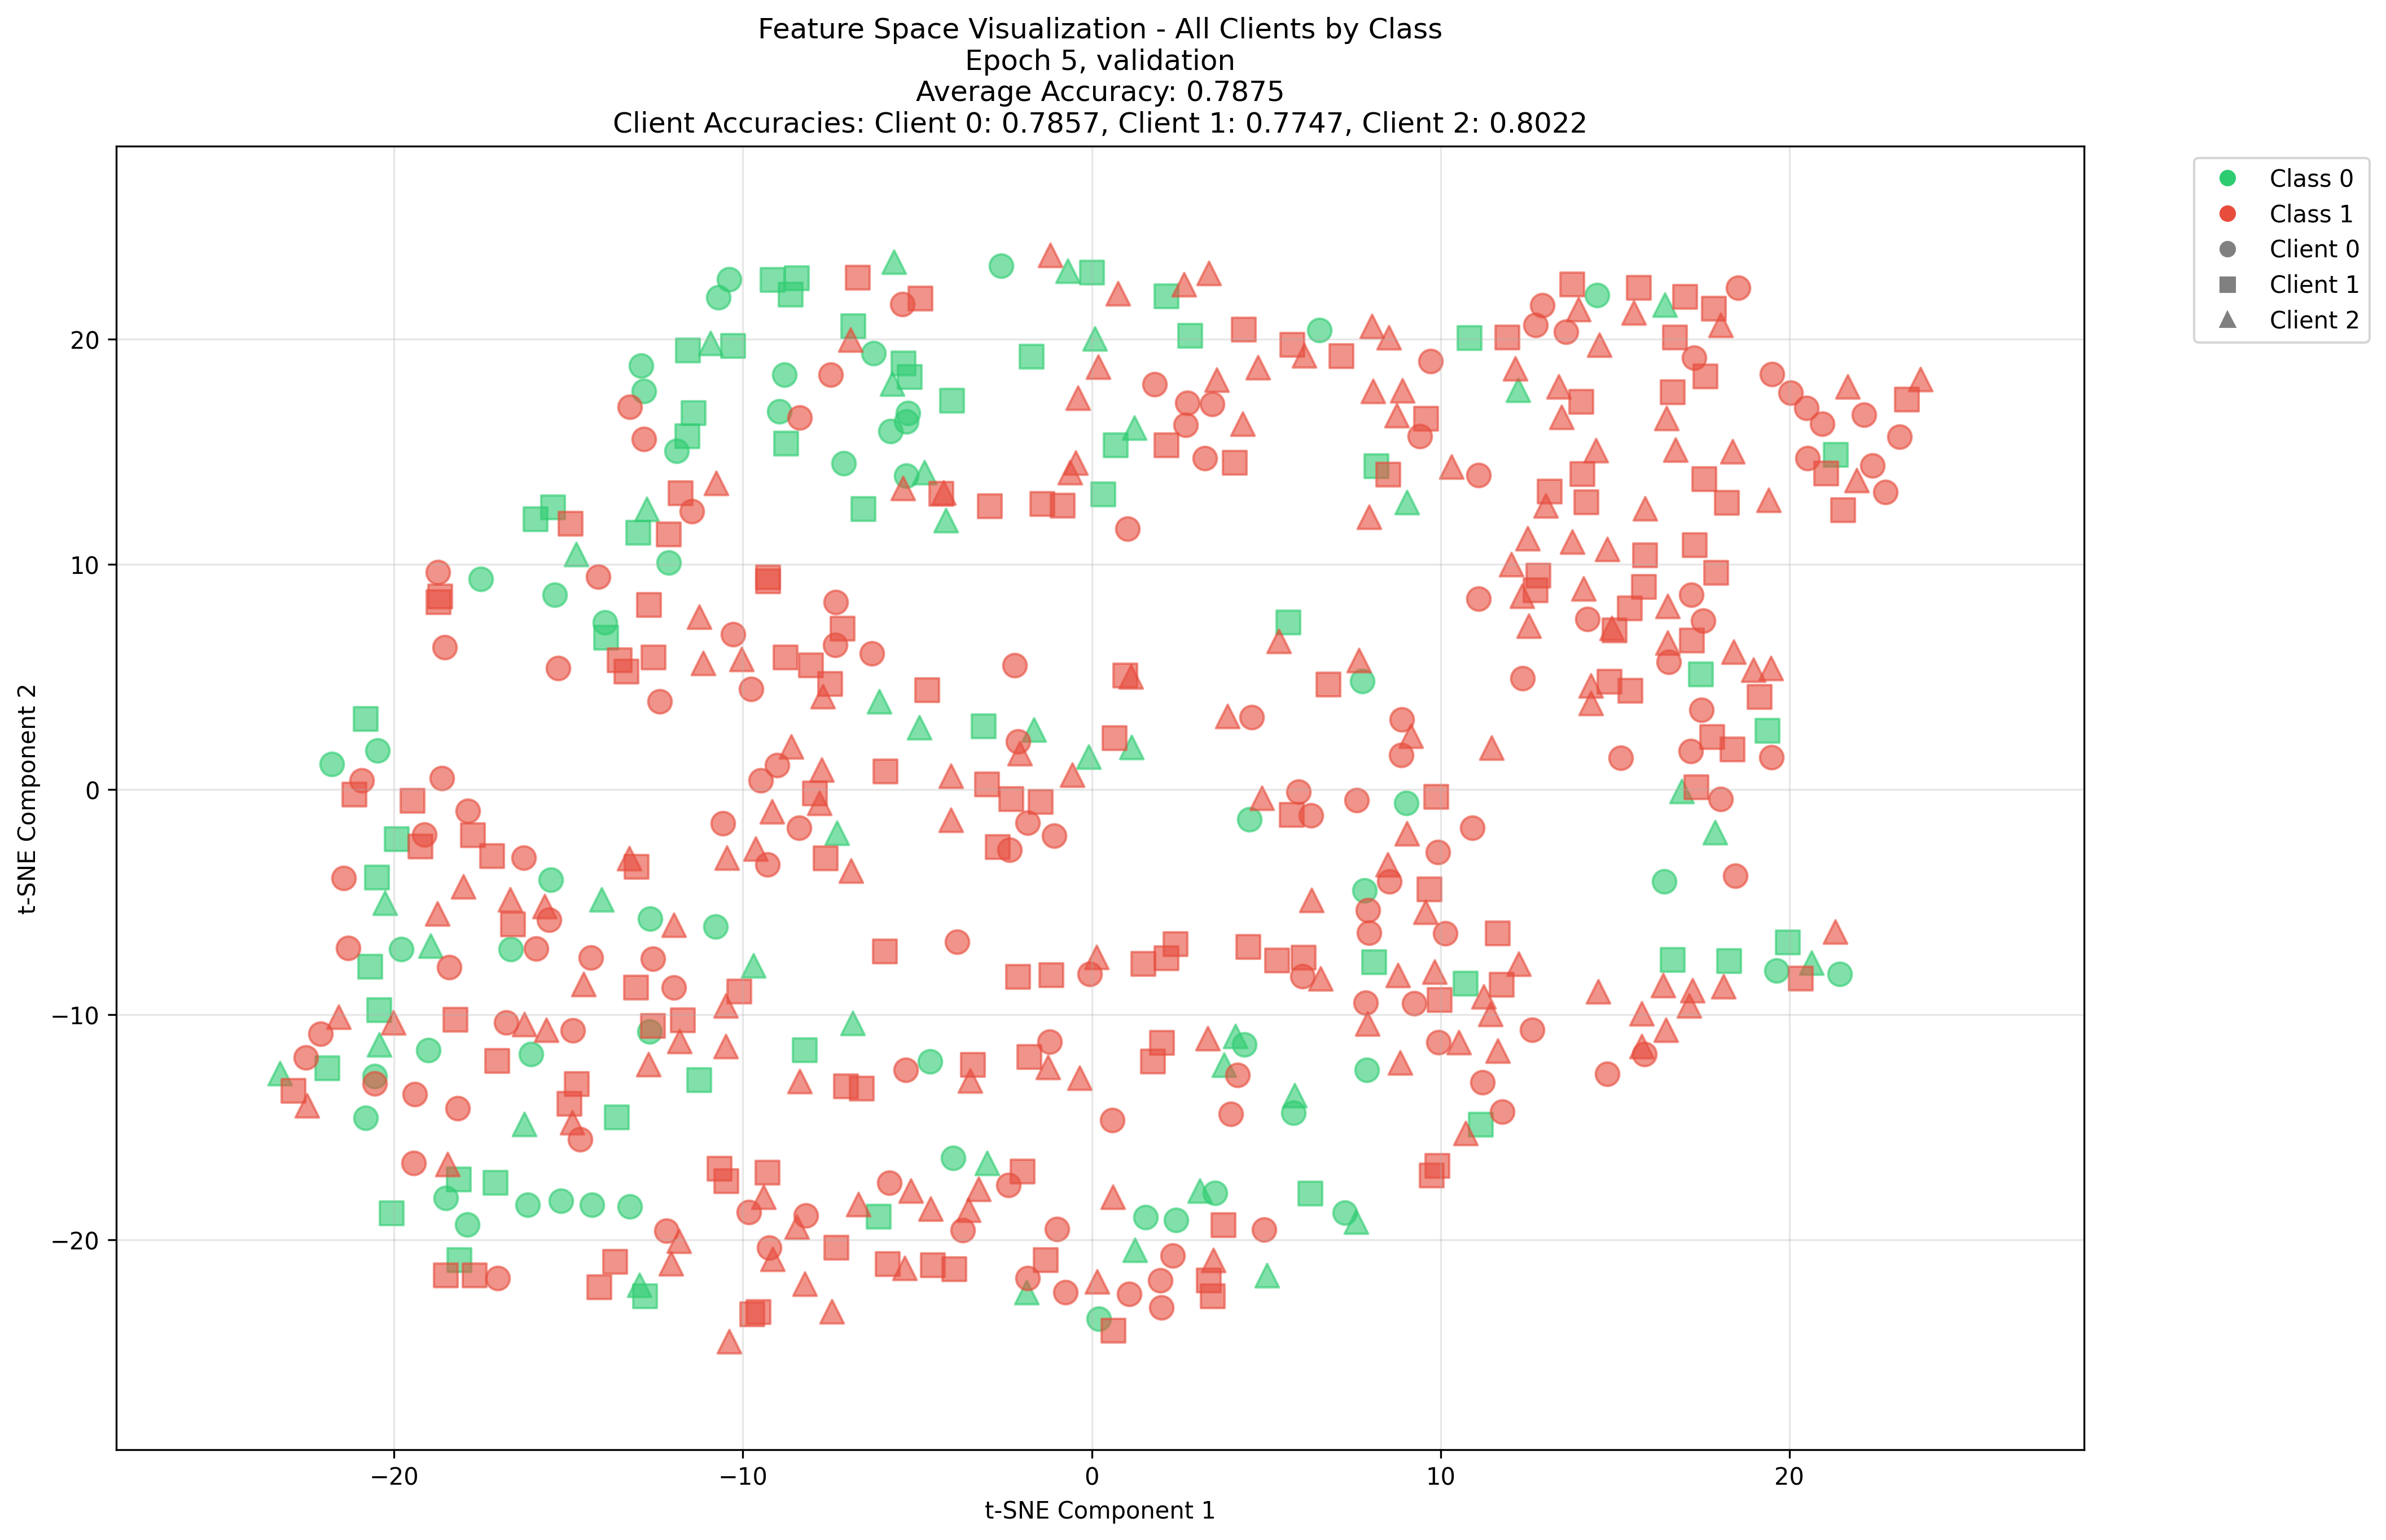 Feature Space Visualization - All Clients by Class
Epoch 5, validation
Average Accuracy: 0.7875
Client Accuracies: Client 0: 0.7857, Client 1: 0.7747, Client 2: 0.8022
Class 0
Class 1
Client 0
Client 1
Client 2
t-SNE Component 2
20
10
0
−10
−20
−20
−10
0
10
20
t-SNE Component 1